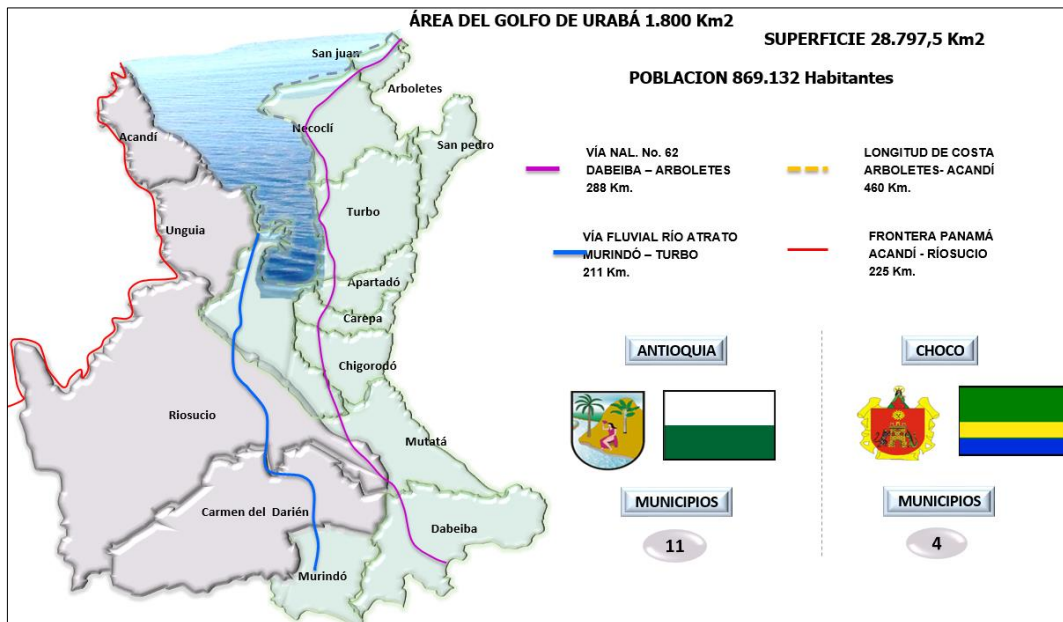 ÁREA DEL GOLFO DE URABÁ 1.800 Km2
SUPERFICIE 28.797,5 Km2
POBLACION 869.132 Habitantes
San juan
Arboletes
Necoclí
San pedro
Acandí
Turbo
Unguia
Apartadó
Carepa
Chigorodó
Riosucio
Mutatá
Carmen del Darién
Dabeiba
Murindó
VÍA NAL. No. 62
DABEIBA – ARBOLETES
288 Km.
LONGITUD DE COSTA
ARBOLETES- ACANDÍ
460 Km.
VÍA FLUVIAL RÍO ATRATO
MURINDÓ – TURBO
211 Km.
FRONTERA PANAMÁ
ACANDÍ - RÍOSUCIO
225 Km.
ANTIOQUIA
MUNICIPIOS
11
CHOCO
MUNICIPIOS
4